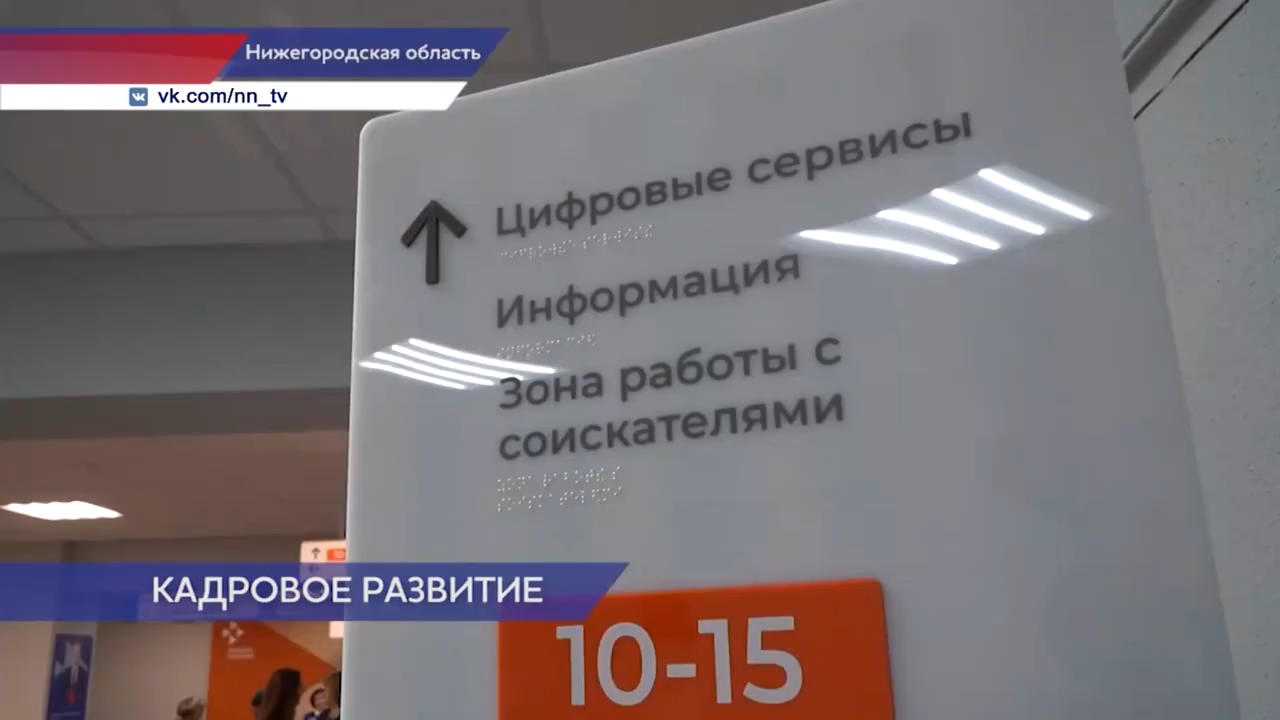 Нижегородская область
vk.com/nn_tv
Цифровые сервисы
Информация
Зона работы с
соискателями
КАДРОВОЕ РАЗВИТИЕ
10-15